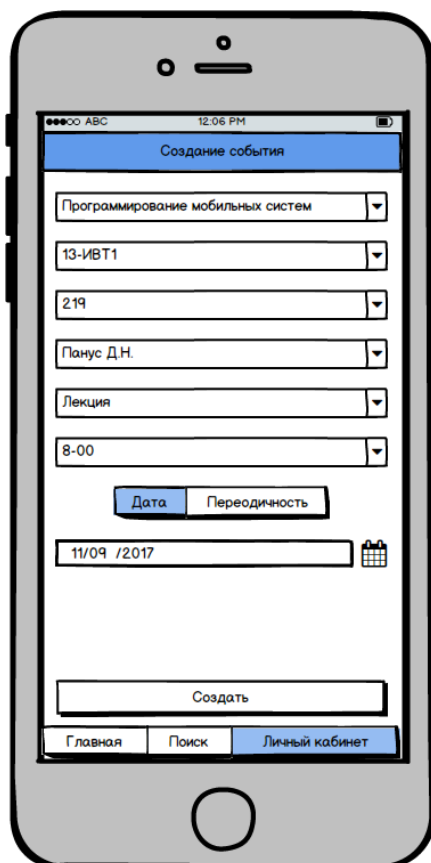 ABC 12:06 PM
Создание события
Программирование мобильных систем
13-ИВТ1
219
Панус Д.Н.
Лекция
8-00
Дата Переодичность
11/09 /2017
Создать
Главная Поиск Личный кабинет